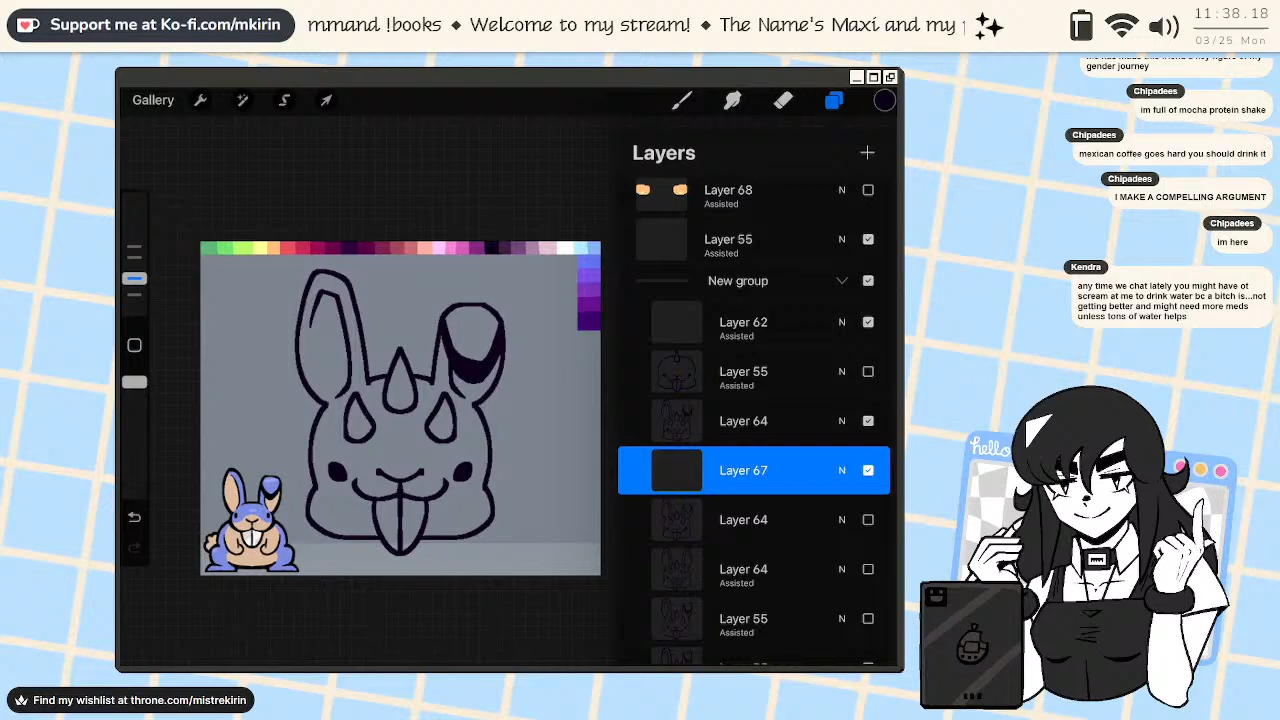 Support me at Ko-fi.com/mkirin
mmand !books ◆ Welcome to my stream! ◆ The Name's Maxi and my
11:38.18
03/25 Mon
gender journey
Chipadees
im full of mocha protein shake
Chipadees
mexican coffee goes hard you should drink it
Chipadees
I MAKE A COMPELLING ARGUMENT
Chipadees
im here
Kendra
any time we chat lately you might have ot
scream at me to drink water bc a bitch is...not
getting better and might need more meds
unless tons of water helps
Gallery
Layers
Layer 68 N
Assisted
Layer 55 N
Assisted
New group
Layer 62 N
Assisted
Layer 55 N
Assisted
Layer 64 N
Layer 67 N
Layer 64 N
Layer 64 N
Assisted
Layer 55 N
Assisted
hello
Find my wishlist at throne.com/mistrekirin